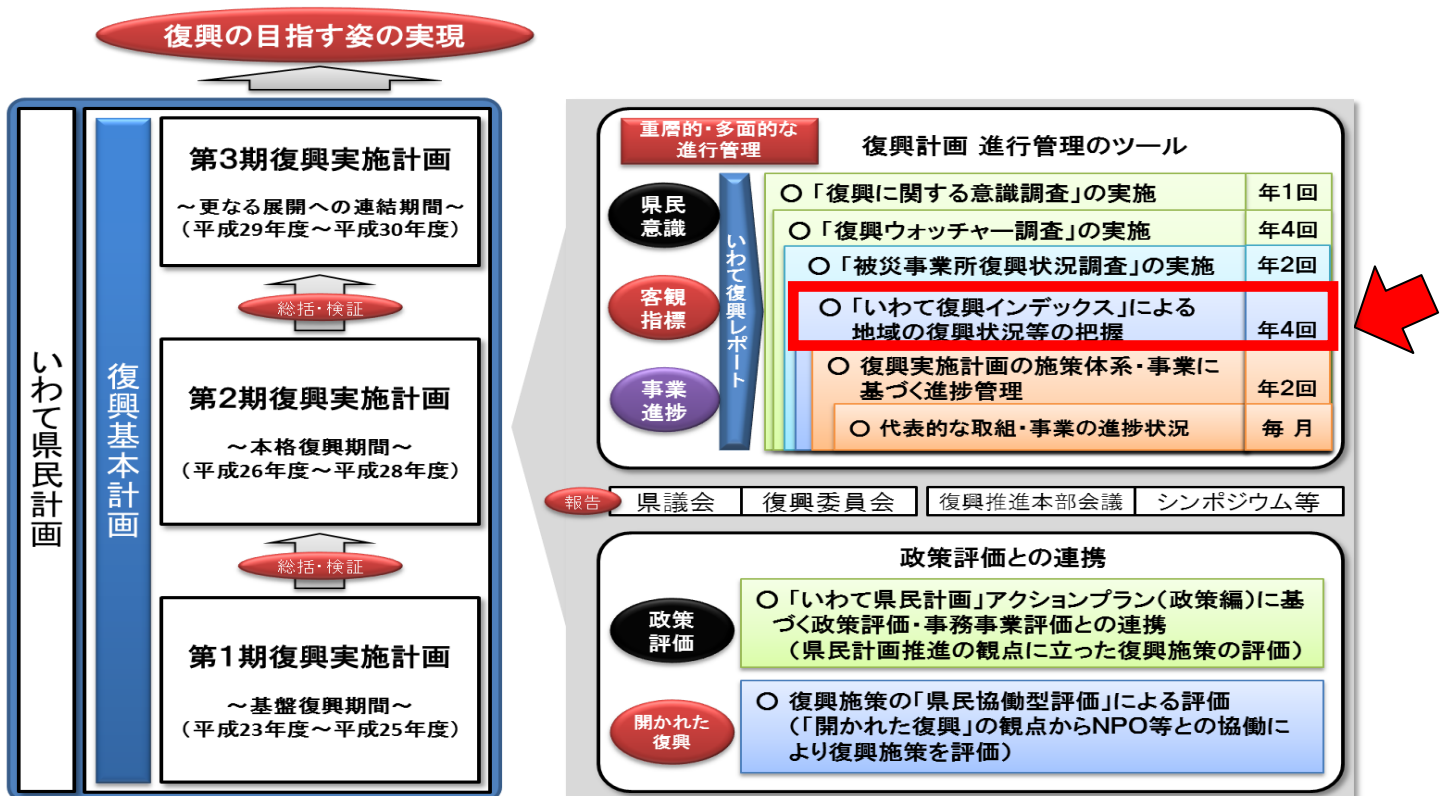 復興の目指す姿の実現
いわて県民計画
復興基本計画
第3期復興実施計画
～更なる展開への連結期間～
（平成29年度～平成30年度）
総括・検証
第2期復興実施計画
～本格復興期間～
（平成26年度～平成28年度）
総括・検証
第1期復興実施計画
～基盤復興期間～
（平成23年度～平成25年度）
重層的・多面的な
進行管理
復興計画 進行管理のツール
県民
意識
客観
指標
事業
進捗
いわて復興レポート
○「復興に関する意識調査」の実施 年1回
○「復興ウォッチャー調査」の実施 年4回
○「被災事業所復興状況調査」の実施 年2回
○「いわて復興インデックス」による
地域の復興状況等の把握 年4回
○ 復興実施計画の施策体系・事業に
基づく進捗管理 年2回
○ 代表的な取組・事業の進捗状況 毎 月
報告 県議会 復興委員会 復興推進本部会議 シンポジウム等
政策評価との連携
政策
評価
○「いわて県民計画」アクションプラン（政策編）に基
づく政策評価・事務事業評価との連携
（県民計画推進の観点に立った復興施策の評価）
開かれた
復興
○ 復興施策の「県民協働型評価」による評価
（「開かれた復興」の観点からNPO等との協働に
より復興施策を評価）